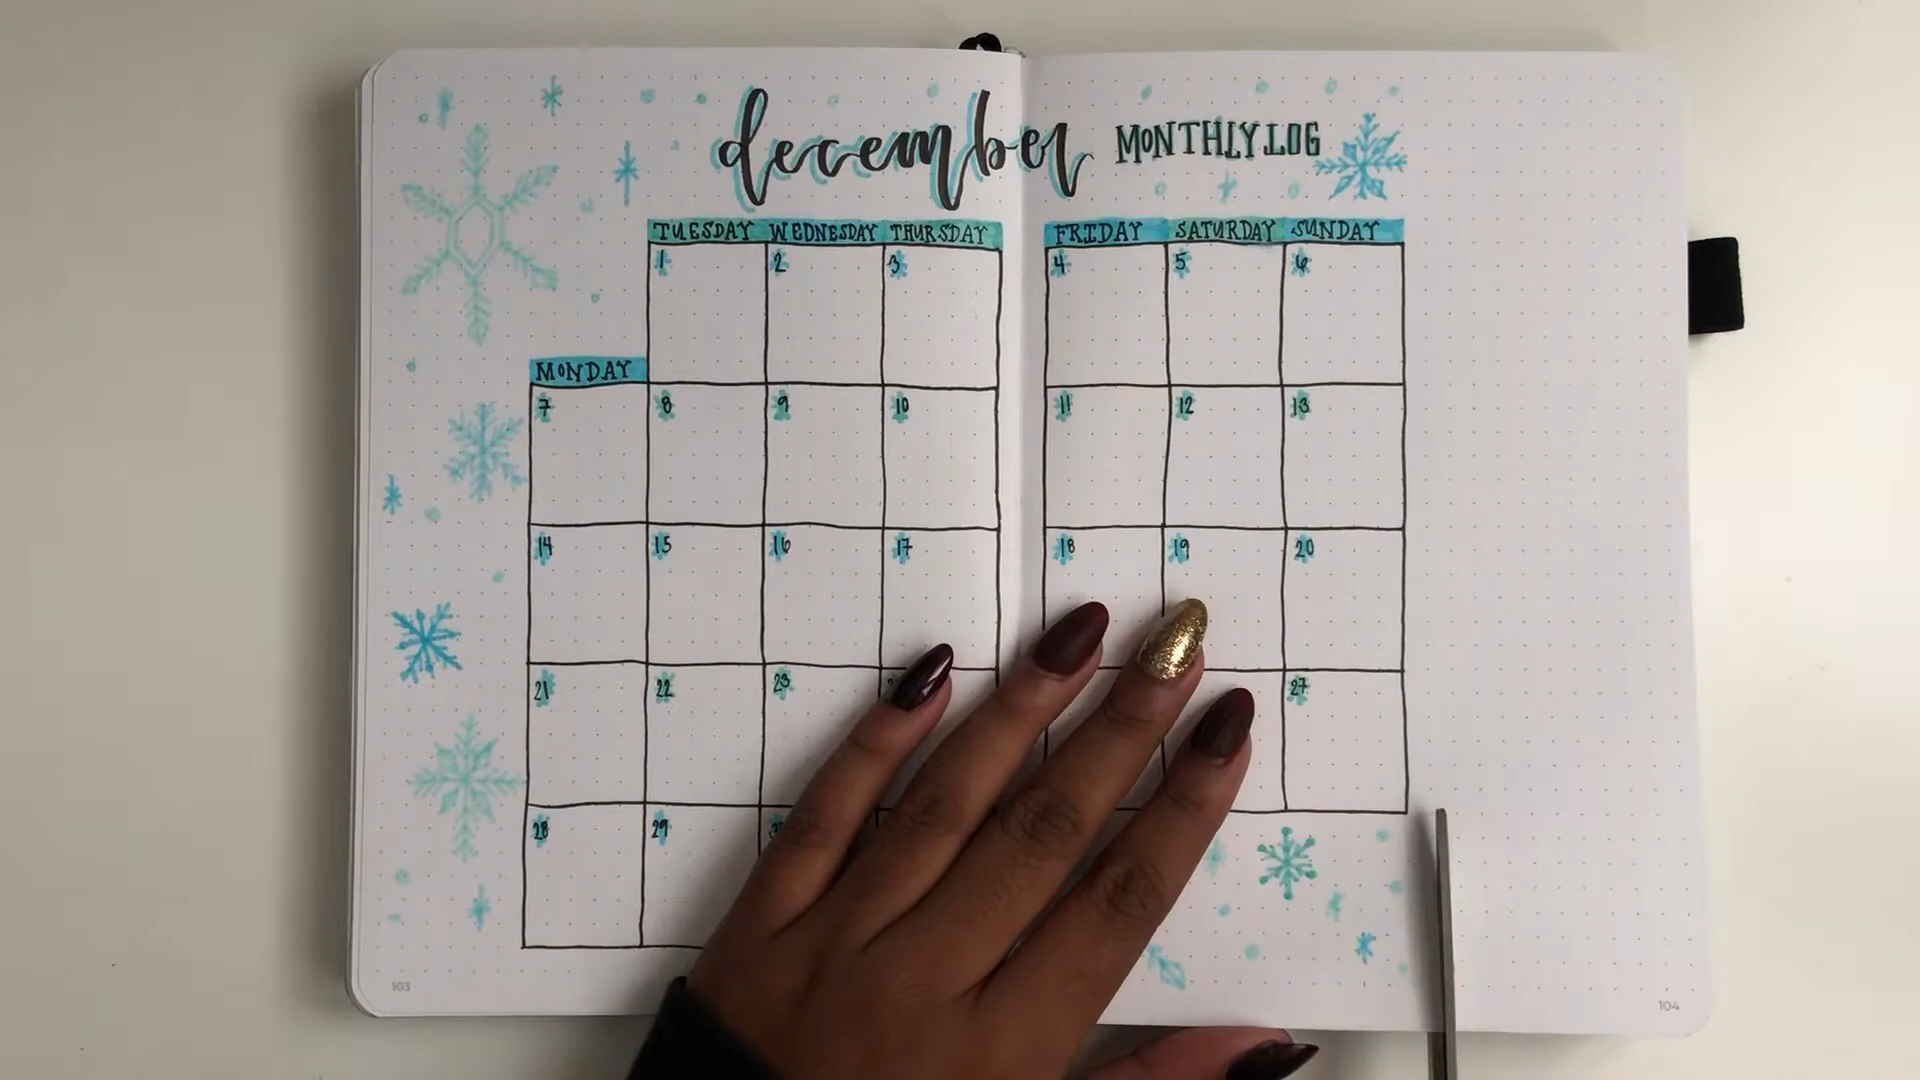 december MONTHLY LOG
TUESDAY WEDNESDAY THURSDAY FRIDAY SATURDAY SUNDAY
1 2 3 4 5 6
MONDAY
7 8 9 10 11 12 13
14 15 16 17 18 19 20
21 22 23 27
28 29
103 104